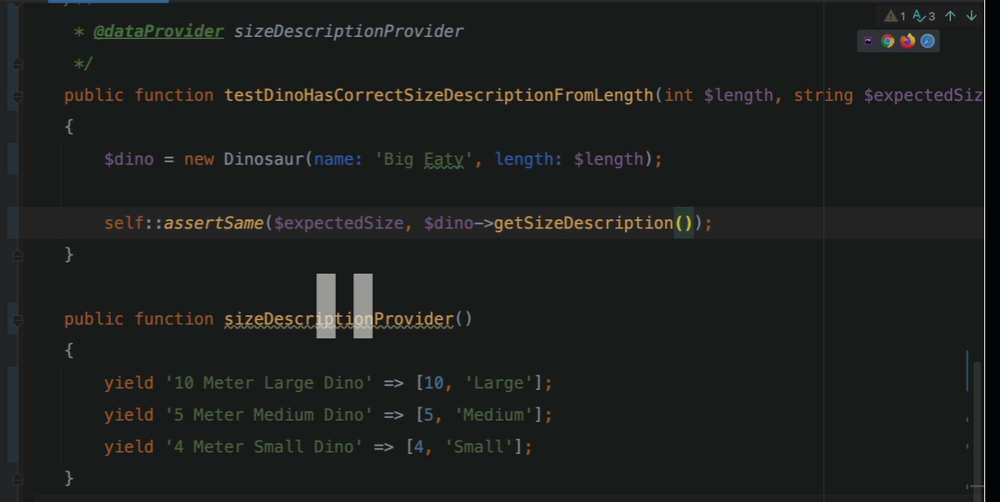 1 3
* @dataProvider sizeDescriptionProvider
*/
public function testDinoHasCorrectSizeDescriptionFromLength(int $length, string $expectedSiz
{
$dino = new Dinosaur(name: 'Big Eaty', length: $length);
self::assertSame($expectedSize, $dino->getSizeDescription());
}
public function sizeDescriptionProvider()
{
yield '10 Meter Large Dino' => [10, 'Large'];
yield '5 Meter Medium Dino' => [5, 'Medium'];
yield '4 Meter Small Dino' => [4, 'Small'];
}